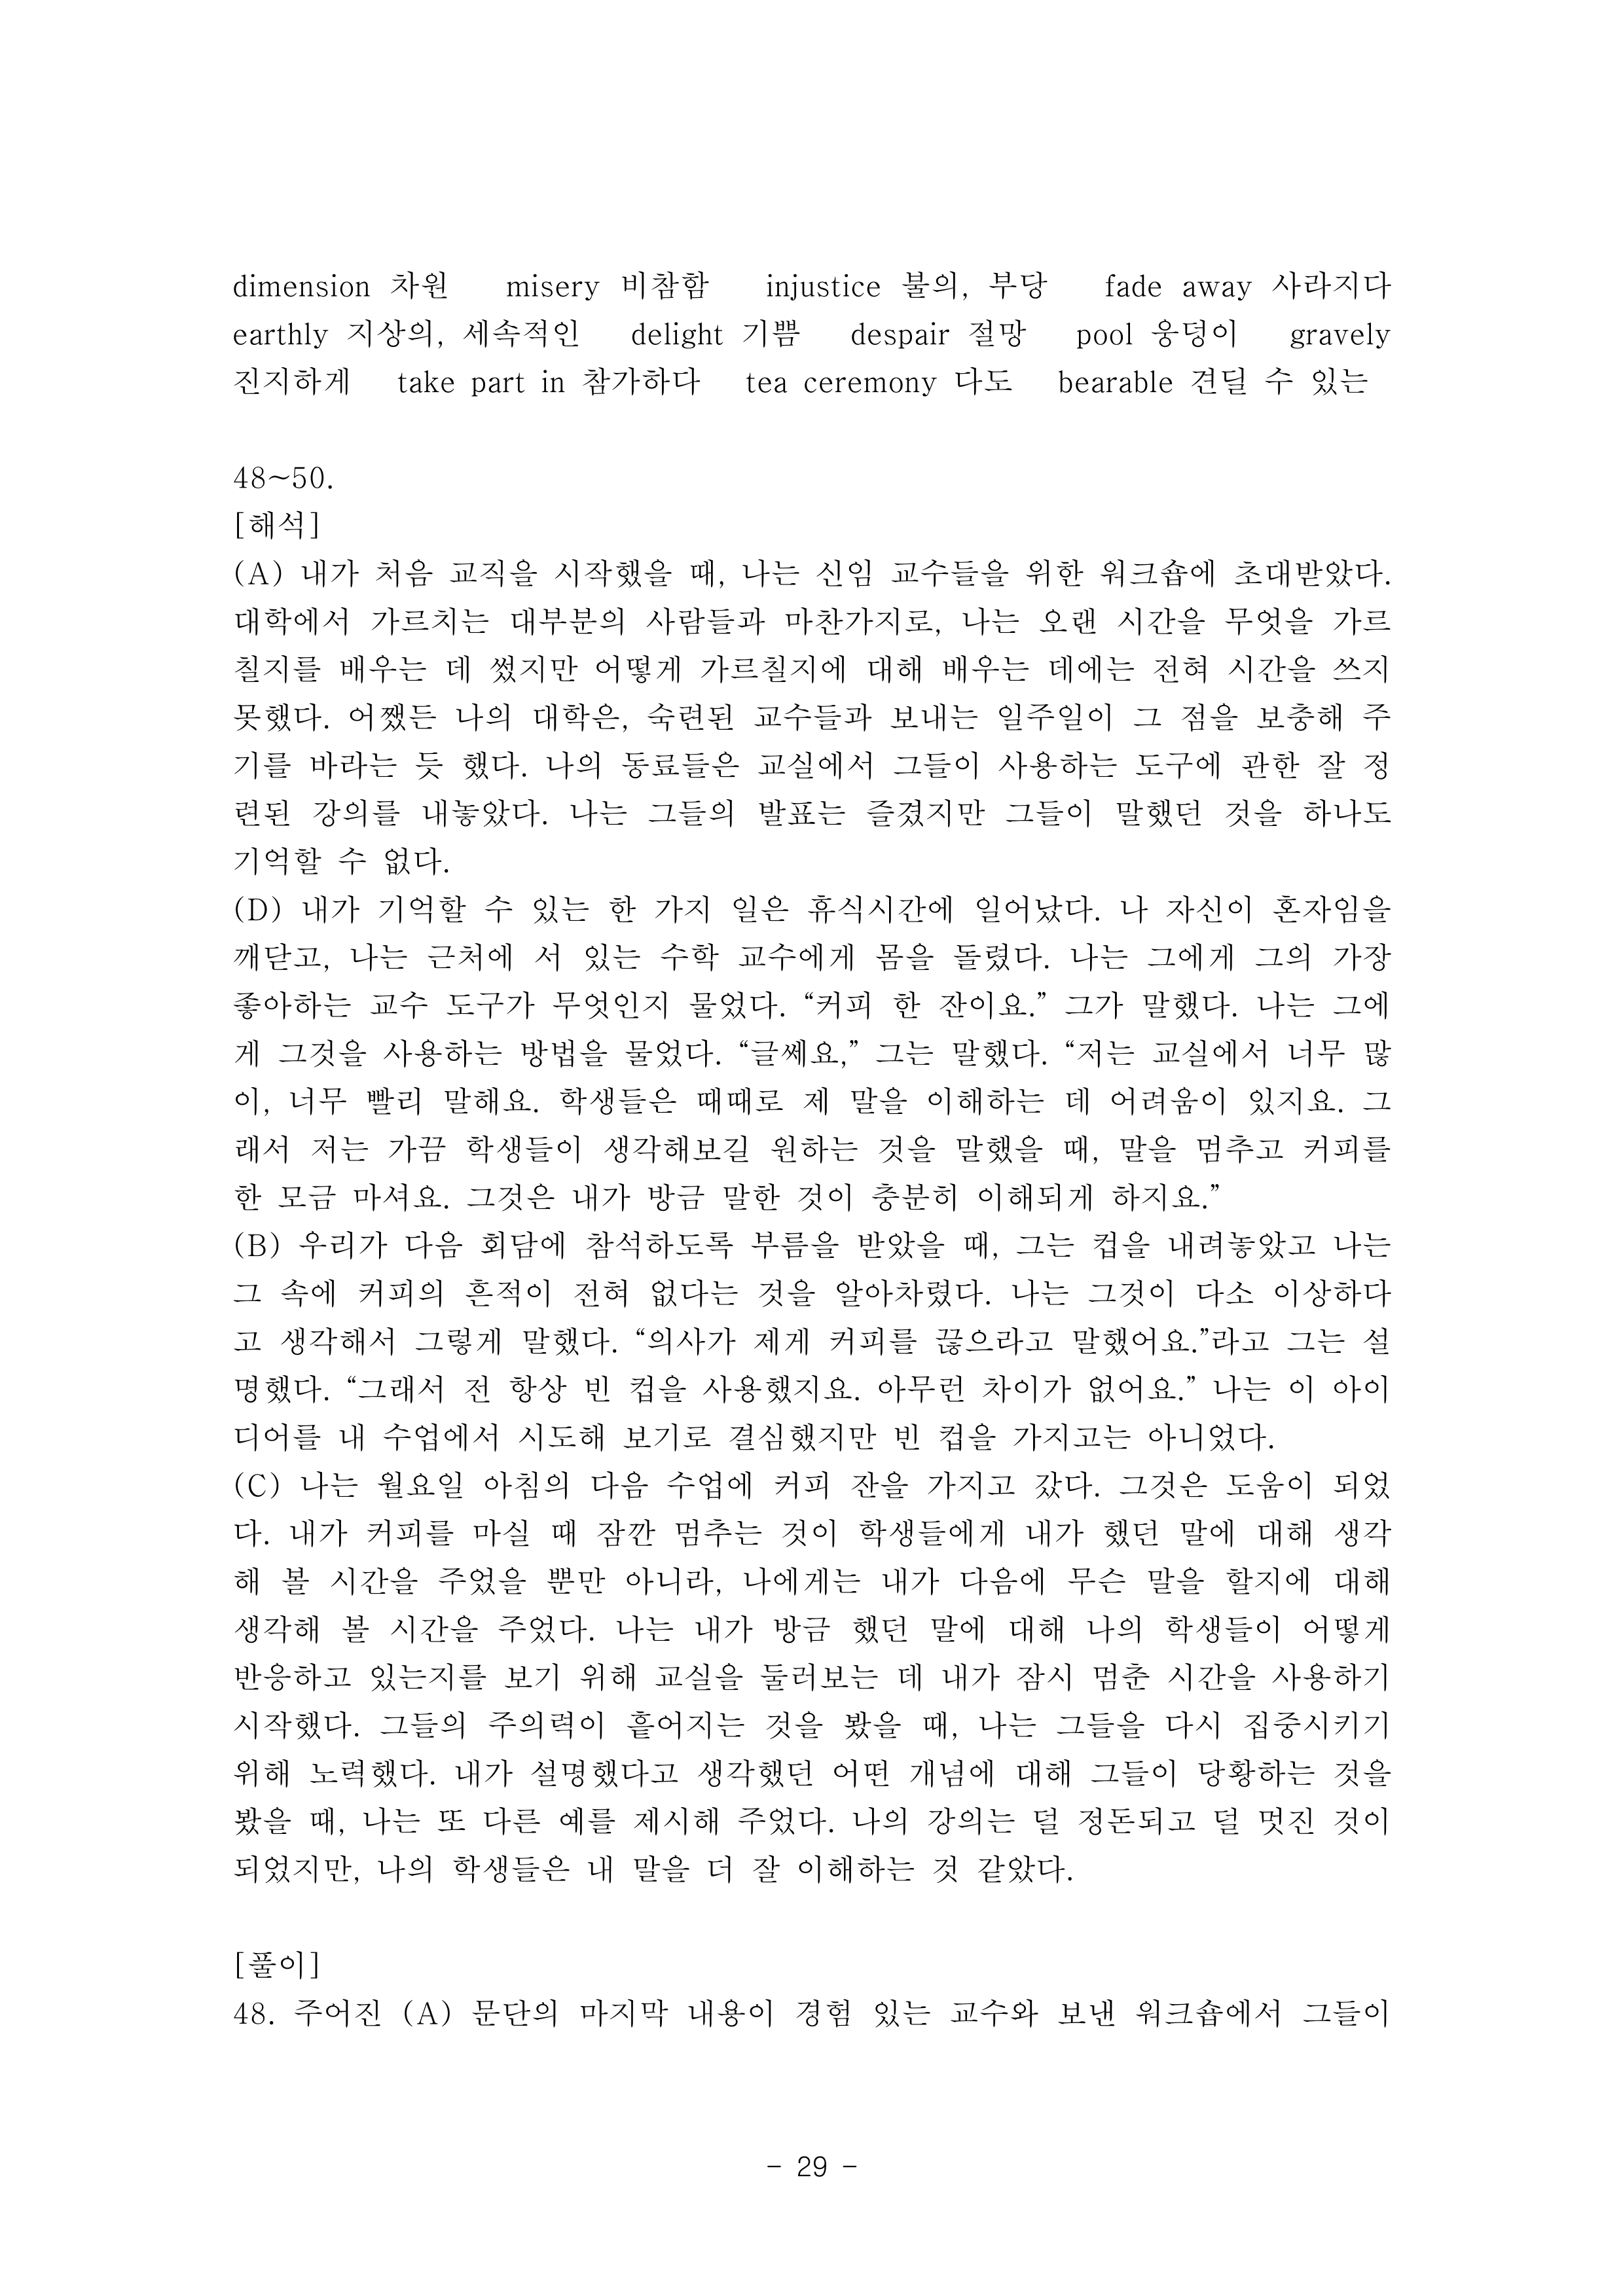 dimension 차원 misery 비참함 injustice 불의, 부당 fade away 사라지다
earthly 지상의, 세속적인 delight 기쁨 despair 절망 pool 웅덩이 gravely
진지하게 take part in 참가하다 tea ceremony 다도 bearable 견딜 수 있는
48~50.
[해석]
(A) 내가 처음 교직을 시작했을 때, 나는 신임 교수들을 위한 워크숍에 초대받았다.
대학에서 가르치는 대부분의 사람들과 마찬가지로, 나는 오랜 시간을 무엇을 가르
칠지를 배우는 데 썼지만 어떻게 가르칠지에 대해 배우는 데에는 전혀 시간을 쓰지
못했다. 어쨌든 나의 대학은, 숙련된 교수들과 보내는 일주일이 그 점을 보충해 주
기를 바라는 듯 했다. 나의 동료들은 교실에서 그들이 사용하는 도구에 관한 잘 정
련된 강의를 내놓았다. 나는 그들의 발표는 즐겼지만 그들이 말했던 것을 하나도
기억할 수 없다.
(D) 내가 기억할 수 있는 한 가지 일은 휴식시간에 일어났다. 나 자신이 혼자임을
깨닫고, 나는 근처에 서 있는 수학 교수에게 몸을 돌렸다. 나는 그에게 그의 가장
좋아하는 교수 도구가 무엇인지 물었다. “커피 한 잔이요.” 그가 말했다. 나는 그에
게 그것을 사용하는 방법을 물었다. “글쎄요,” 그는 말했다. “저는 교실에서 너무 많
이, 너무 빨리 말해요. 학생들은 때때로 제 말을 이해하는 데 어려움이 있지요. 그
래서 저는 가끔 학생들이 생각해보길 원하는 것을 말했을 때, 말을 멈추고 커피를
한 모금 마셔요. 그것은 내가 방금 말한 것이 충분히 이해되게 하지요.”
(B) 우리가 다음 회담에 참석하도록 부름을 받았을 때, 그는 컵을 내려놓았고 나는
그 속에 커피의 흔적이 전혀 없다는 것을 알아차렸다. 나는 그것이 다소 이상하다
고 생각해서 그렇게 말했다. “의사가 제게 커피를 끊으라고 말했어요.”라고 그는 설
명했다. “그래서 전 항상 빈 컵을 사용했지요. 아무런 차이가 없어요.” 나는 이 아이
디어를 내 수업에서 시도해 보기로 결심했지만 빈 컵을 가지고는 아니었다.
(C) 나는 월요일 아침의 다음 수업에 커피 잔을 가지고 갔다. 그것은 도움이 되었
다. 내가 커피를 마실 때 잠깐 멈추는 것이 학생들에게 내가 했던 말에 대해 생각
해 볼 시간을 주었을 뿐만 아니라, 나에게는 내가 다음에 무슨 말을 할지에 대해
생각해 볼 시간을 주었다. 나는 내가 방금 했던 말에 대해 나의 학생들이 어떻게
반응하고 있는지를 보기 위해 교실을 둘러보는 데 내가 잠시 멈춘 시간을 사용하기
시작했다. 그들의 주의력이 흩어지는 것을 봤을 때, 나는 그들을 다시 집중시키기
위해 노력했다. 내가 설명했다고 생각했던 어떤 개념에 대해 그들이 당황하는 것을
봤을 때, 나는 또 다른 예를 제시해 주었다. 나의 강의는 덜 정돈되고 덜 멋진 것이
되었지만, 나의 학생들은 내 말을 더 잘 이해하는 것 같았다.
[풀이]
48. 주어진 (A) 문단의 마지막 내용이 경험 있는 교수와 보낸 워크숍에서 그들이
- 29 -